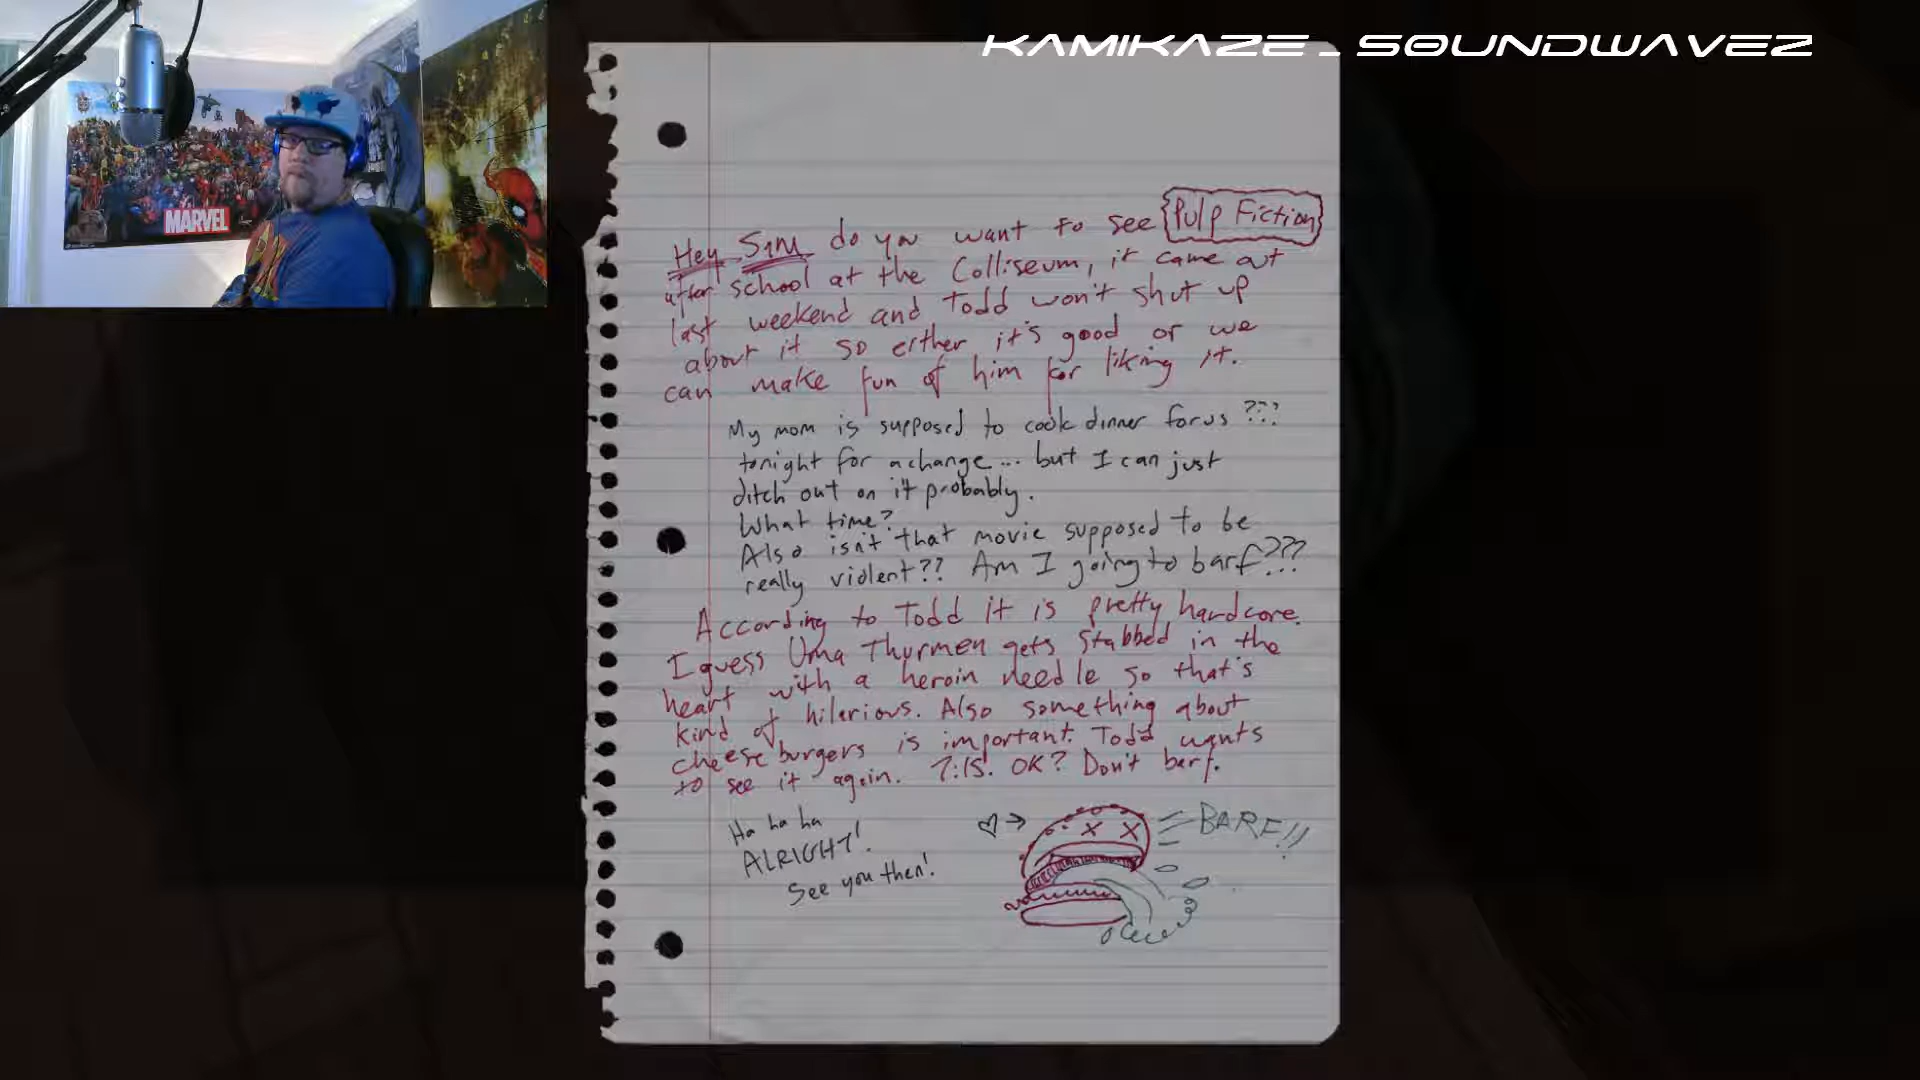 KAMIKAZE_SOUNDWAVEZ
MARVEL
Hey SAM do you want to see Pulp Fiction
after school at the Colliseum, it came out
last weekend and Todd won't shut up
about it so either it's good or we
can make fun of him for liking it.
My mom is supposed to cook dinner for us ???
tonight for a change... but I can just
ditch out on it probably.
What time?
Also isn't that movie supposed to be
really violent?? Am I going to barf???
According to Todd it is pretty hardcore.
I guess Uma Thurmen gets stabbed in the
heart with a heroin needle so that's
kind of hilarious. Also something about
cheeseburgers is important. Todd wants
to see it again. 7:15. OK? Don't barf.
Ha ha ha
ALRIGHT!
See you then!
BARF!!